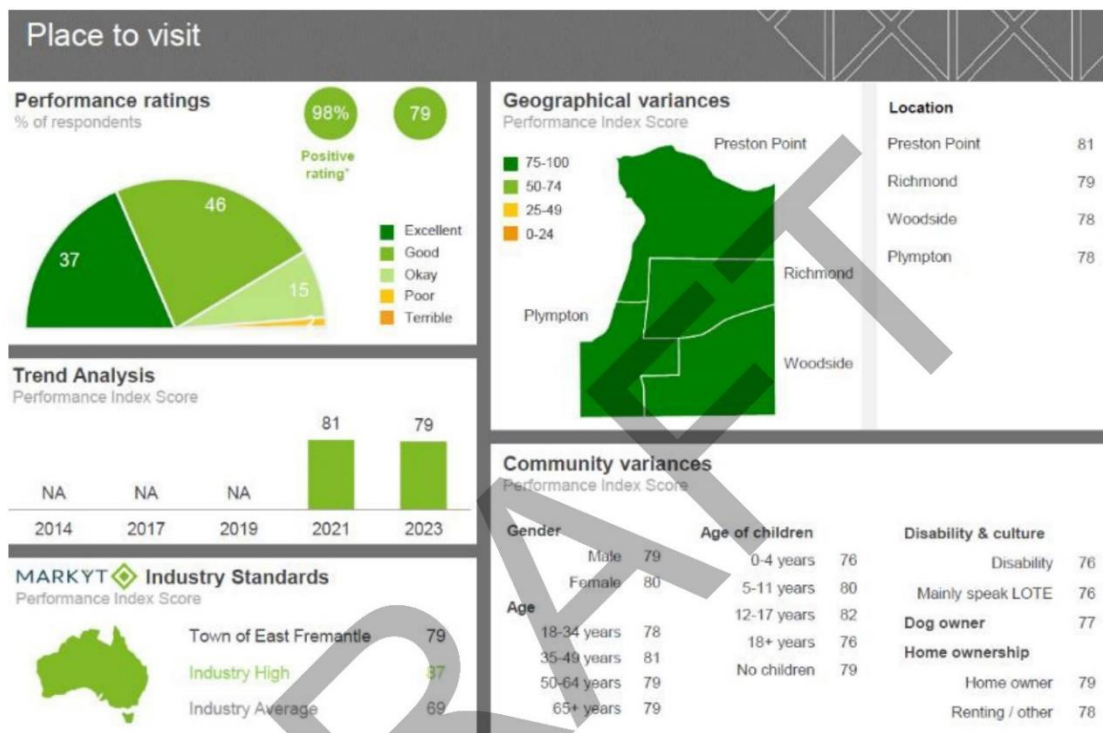 Place to visit
Performance ratings
% of respondents
98%
79
Positive
rating*
37
46
15
Excellent
Good
Okay
Poor
Terrible
Trend Analysis
Performance Index Score
NA NA NA 81 79
2014 2017 2019 2021 2023
MARKYT Industry Standards
Performance Index Score
Town of East Fremantle 79
Industry High 87
Industry Average 69
Geographical variances
Performance Index Score
75-100
50-74
25-49
0-24
Preston Point
Richmond
Plympton
Woodside
Location
Preston Point 81
Richmond 79
Woodside 78
Plympton 78
Community variances
Performance Index Score
Gender
Male 79
Female 80
Age
18-34 years 78
35-49 years 81
50-64 years 79
65+ years 79
Age of children
0-4 years 76
5-11 years 80
12-17 years 82
18+ years 76
No children 79
Disability & culture
Disability 76
Mainly speak LOTE 76
Dog owner 77
Home ownership
Home owner 79
Renting / other 78